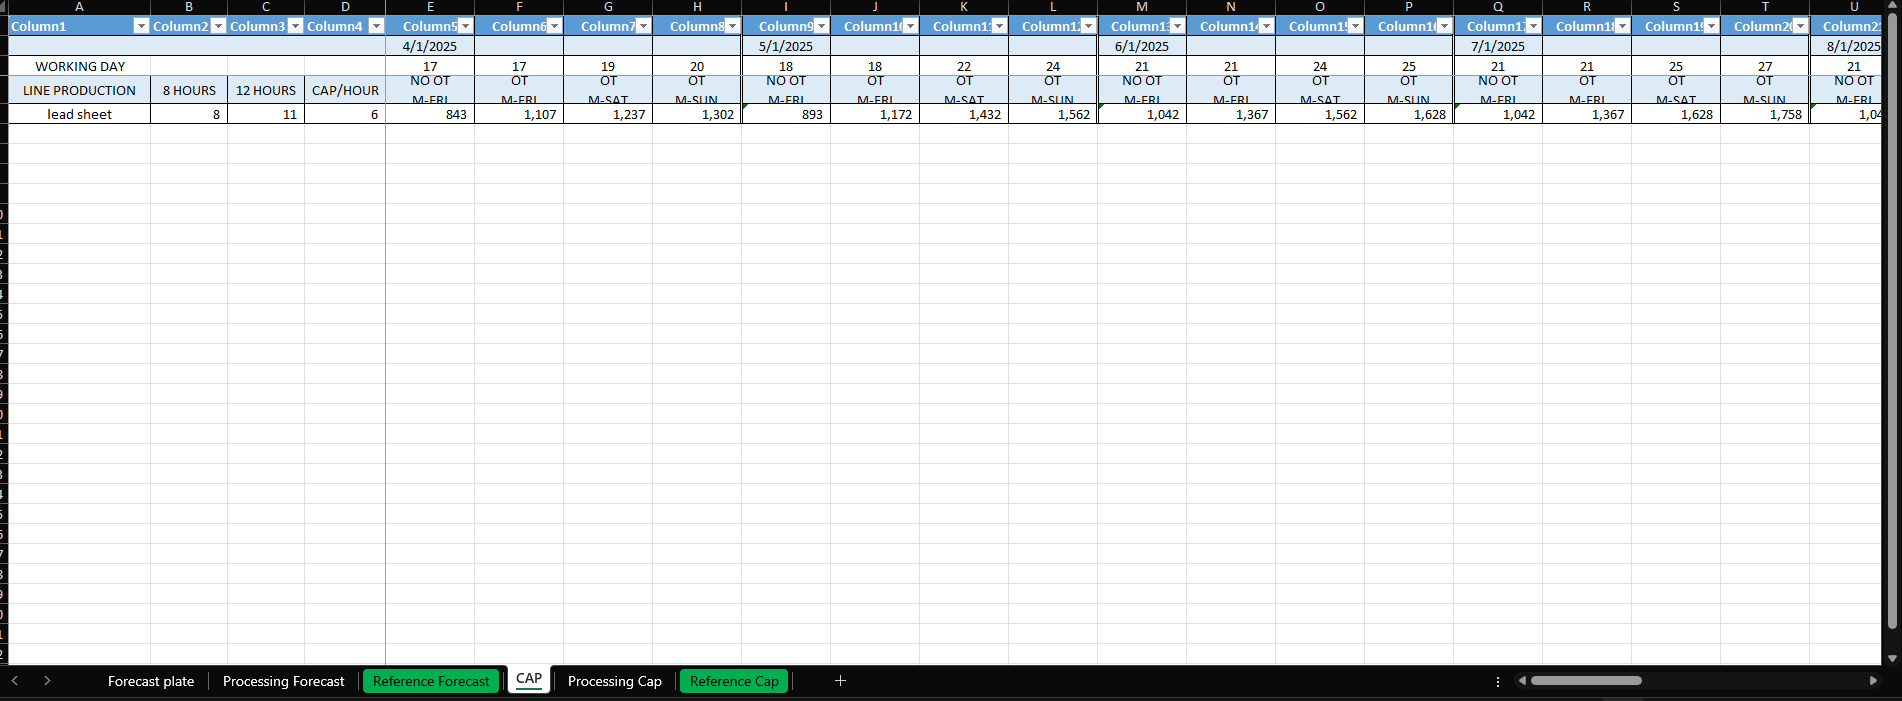 A B C D E F G H I J K L M N O P Q R S T U
Column1 Column2 Column3 Column4 Column5 Column6 Column7 Column8 Column9 Column10 Column1 Column1 Column1 Column14 Column1 Column1 Column1 Column1 Column19 Column20 Column2
4/1/2025 5/1/2025 6/1/2025 7/1/2025 8/1/2025
WORKING DAY 17 17 19 20 18 18 22 24 21 21 24 25 21 21 25 27 21
NO OT OT OT OT NO OT OT OT OT NO OT OT OT OT NO OT OT OT OT NO OT
LINE PRODUCTION 8 HOURS 12 HOURS CAP/HOUR M-FRI M-FRI M-SAT M-SUN M-FRI M-FRI M-SAT M-SUN M-FRI M-FRI M-SAT M-SUN M-FRI M-FRI M-SAT M-SUN M-FRI
lead sheet 8 11 6 843 1,107 1,237 1,302 893 1,172 1,432 1,562 1,042 1,367 1,562 1,628 1,042 1,367 1,628 1,758 1,04
Forecast plate Processing Forecast Reference Forecast CAP Processing Cap Reference Cap +